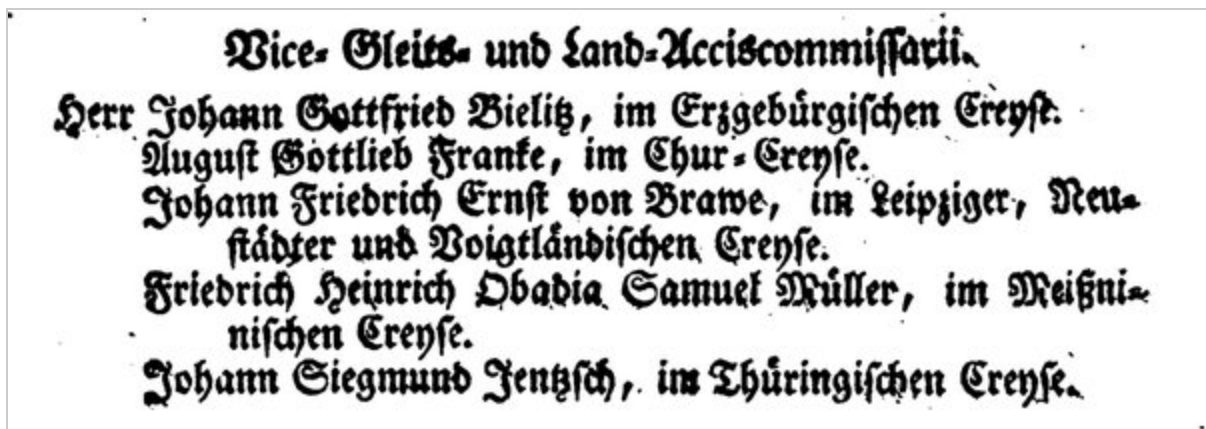 Vice- Gleits- und Land-Acciscommissarii.
Herr Johann Gottfried Bielitz, im Erzgebürgischen Creyse.
August Gottlieb Franke, im Chur-Creyse.
Johann Friedrich Ernst von Brawe, im Leipziger, Neu-
städter und Voigtländischen Creyse.
Friedrich Heinrich Obadia Samuel Müller, im Meißni-
nischen Creyse.
Johann Siegmund Jentzsch, im Thüringischen Creyse.